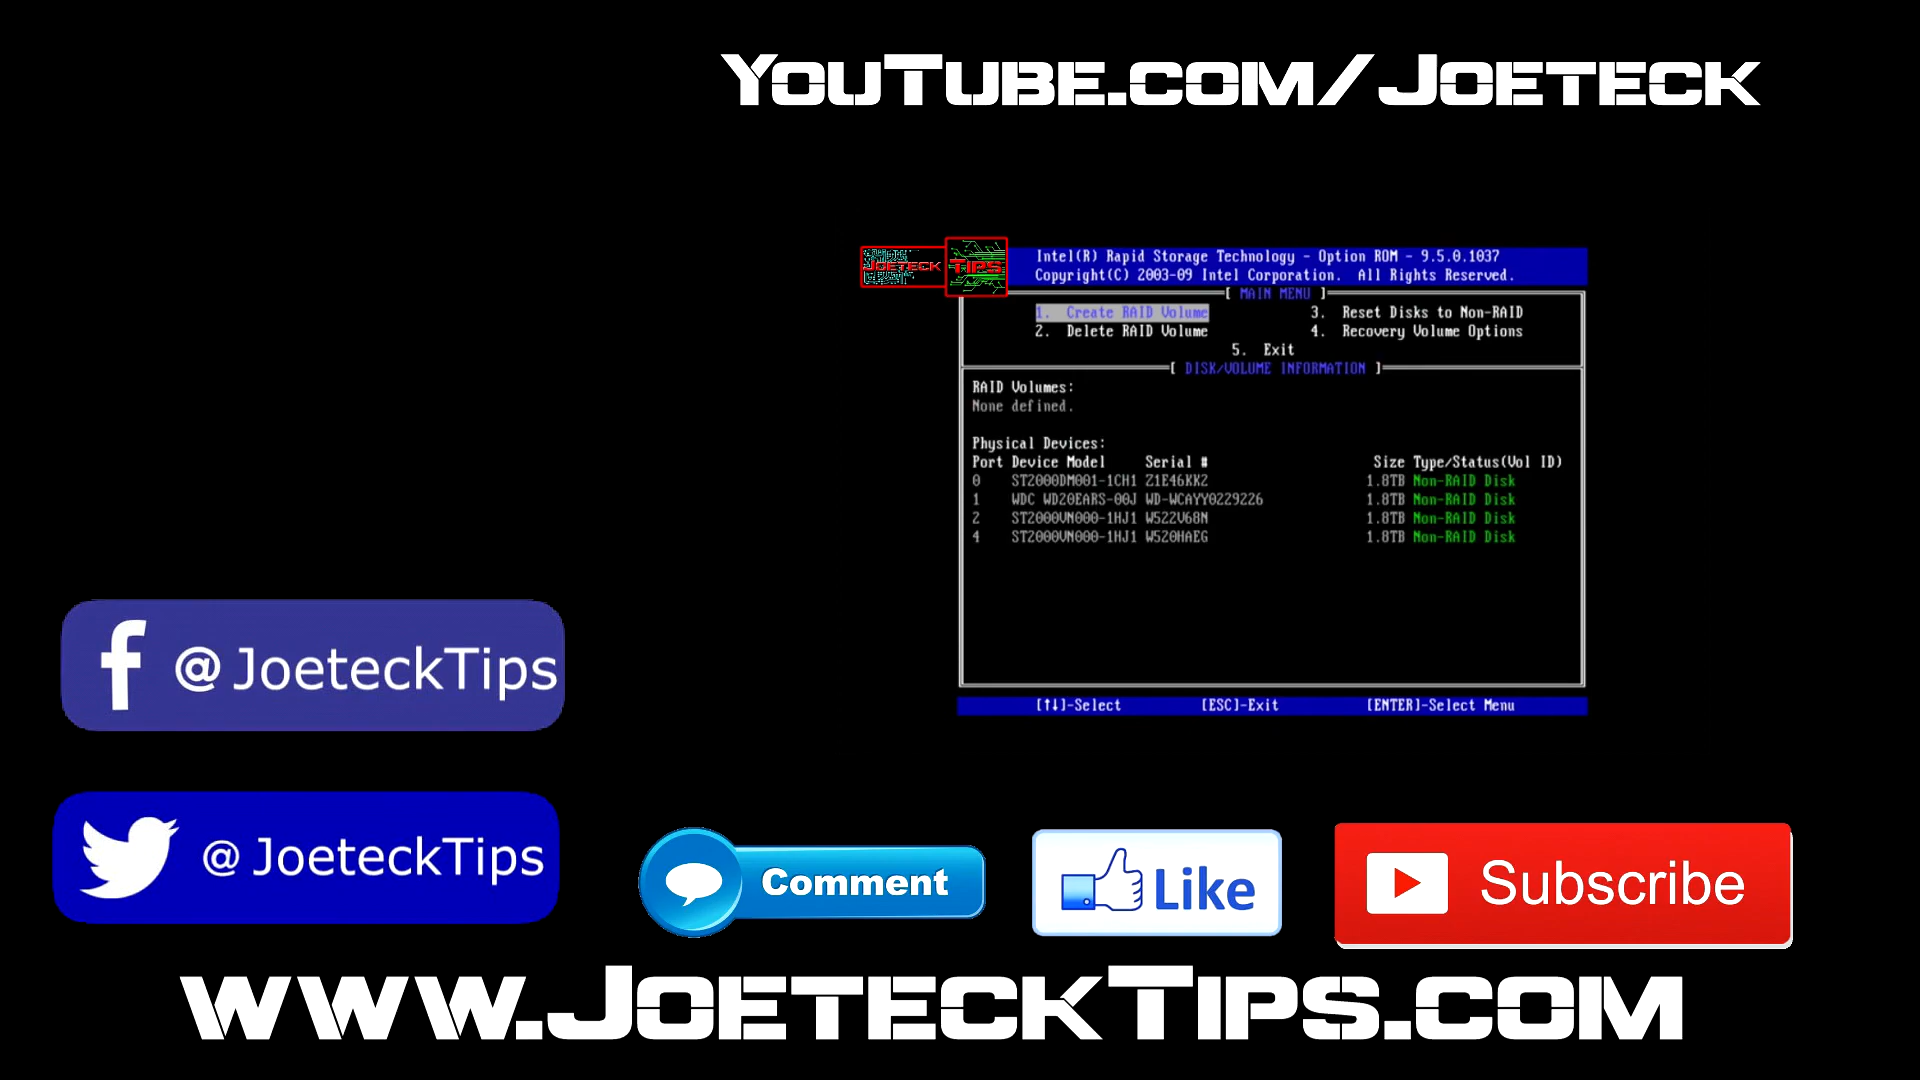 YouTube.com/Joeteck
Joeteck Tips
Intel(R) Rapid Storage Technology - Option ROM - 9.5.0.1037
Copyright(C) 2003-09 Intel Corporation. All Rights Reserved.
[ MAIN MENU ]
1. Create RAID Volume 3. Reset Disks to Non-RAID
2. Delete RAID Volume 4. Recovery Volume Options
5. Exit
[ DISK/VOLUME INFORMATION ]
RAID Volumes:
None defined.
Physical Devices:
Port Device Model Serial # Size Type/Status(Vol ID)
0 ST2000DM001-1CH1 Z1E46KK2 1.8TB Non-RAID Disk
1 WDC WD20EARS-00J WD-WCAYY0229226 1.8TB Non-RAID Disk
2 ST2000VN000-1HJ1 W522V68N 1.8TB Non-RAID Disk
4 ST2000VN000-1HJ1 W520HAEG 1.8TB Non-RAID Disk
[↑↓]-Select [ESC]-Exit [ENTER]-Select Menu
f @JoeteckTips
@JoeteckTips
Comment
Like
Subscribe
www.JoeteckTips.com